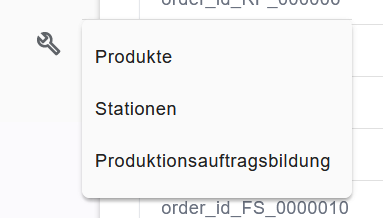 Produkte
Stationen
Produktionsauftragsbildung
order_id_FS_0000010